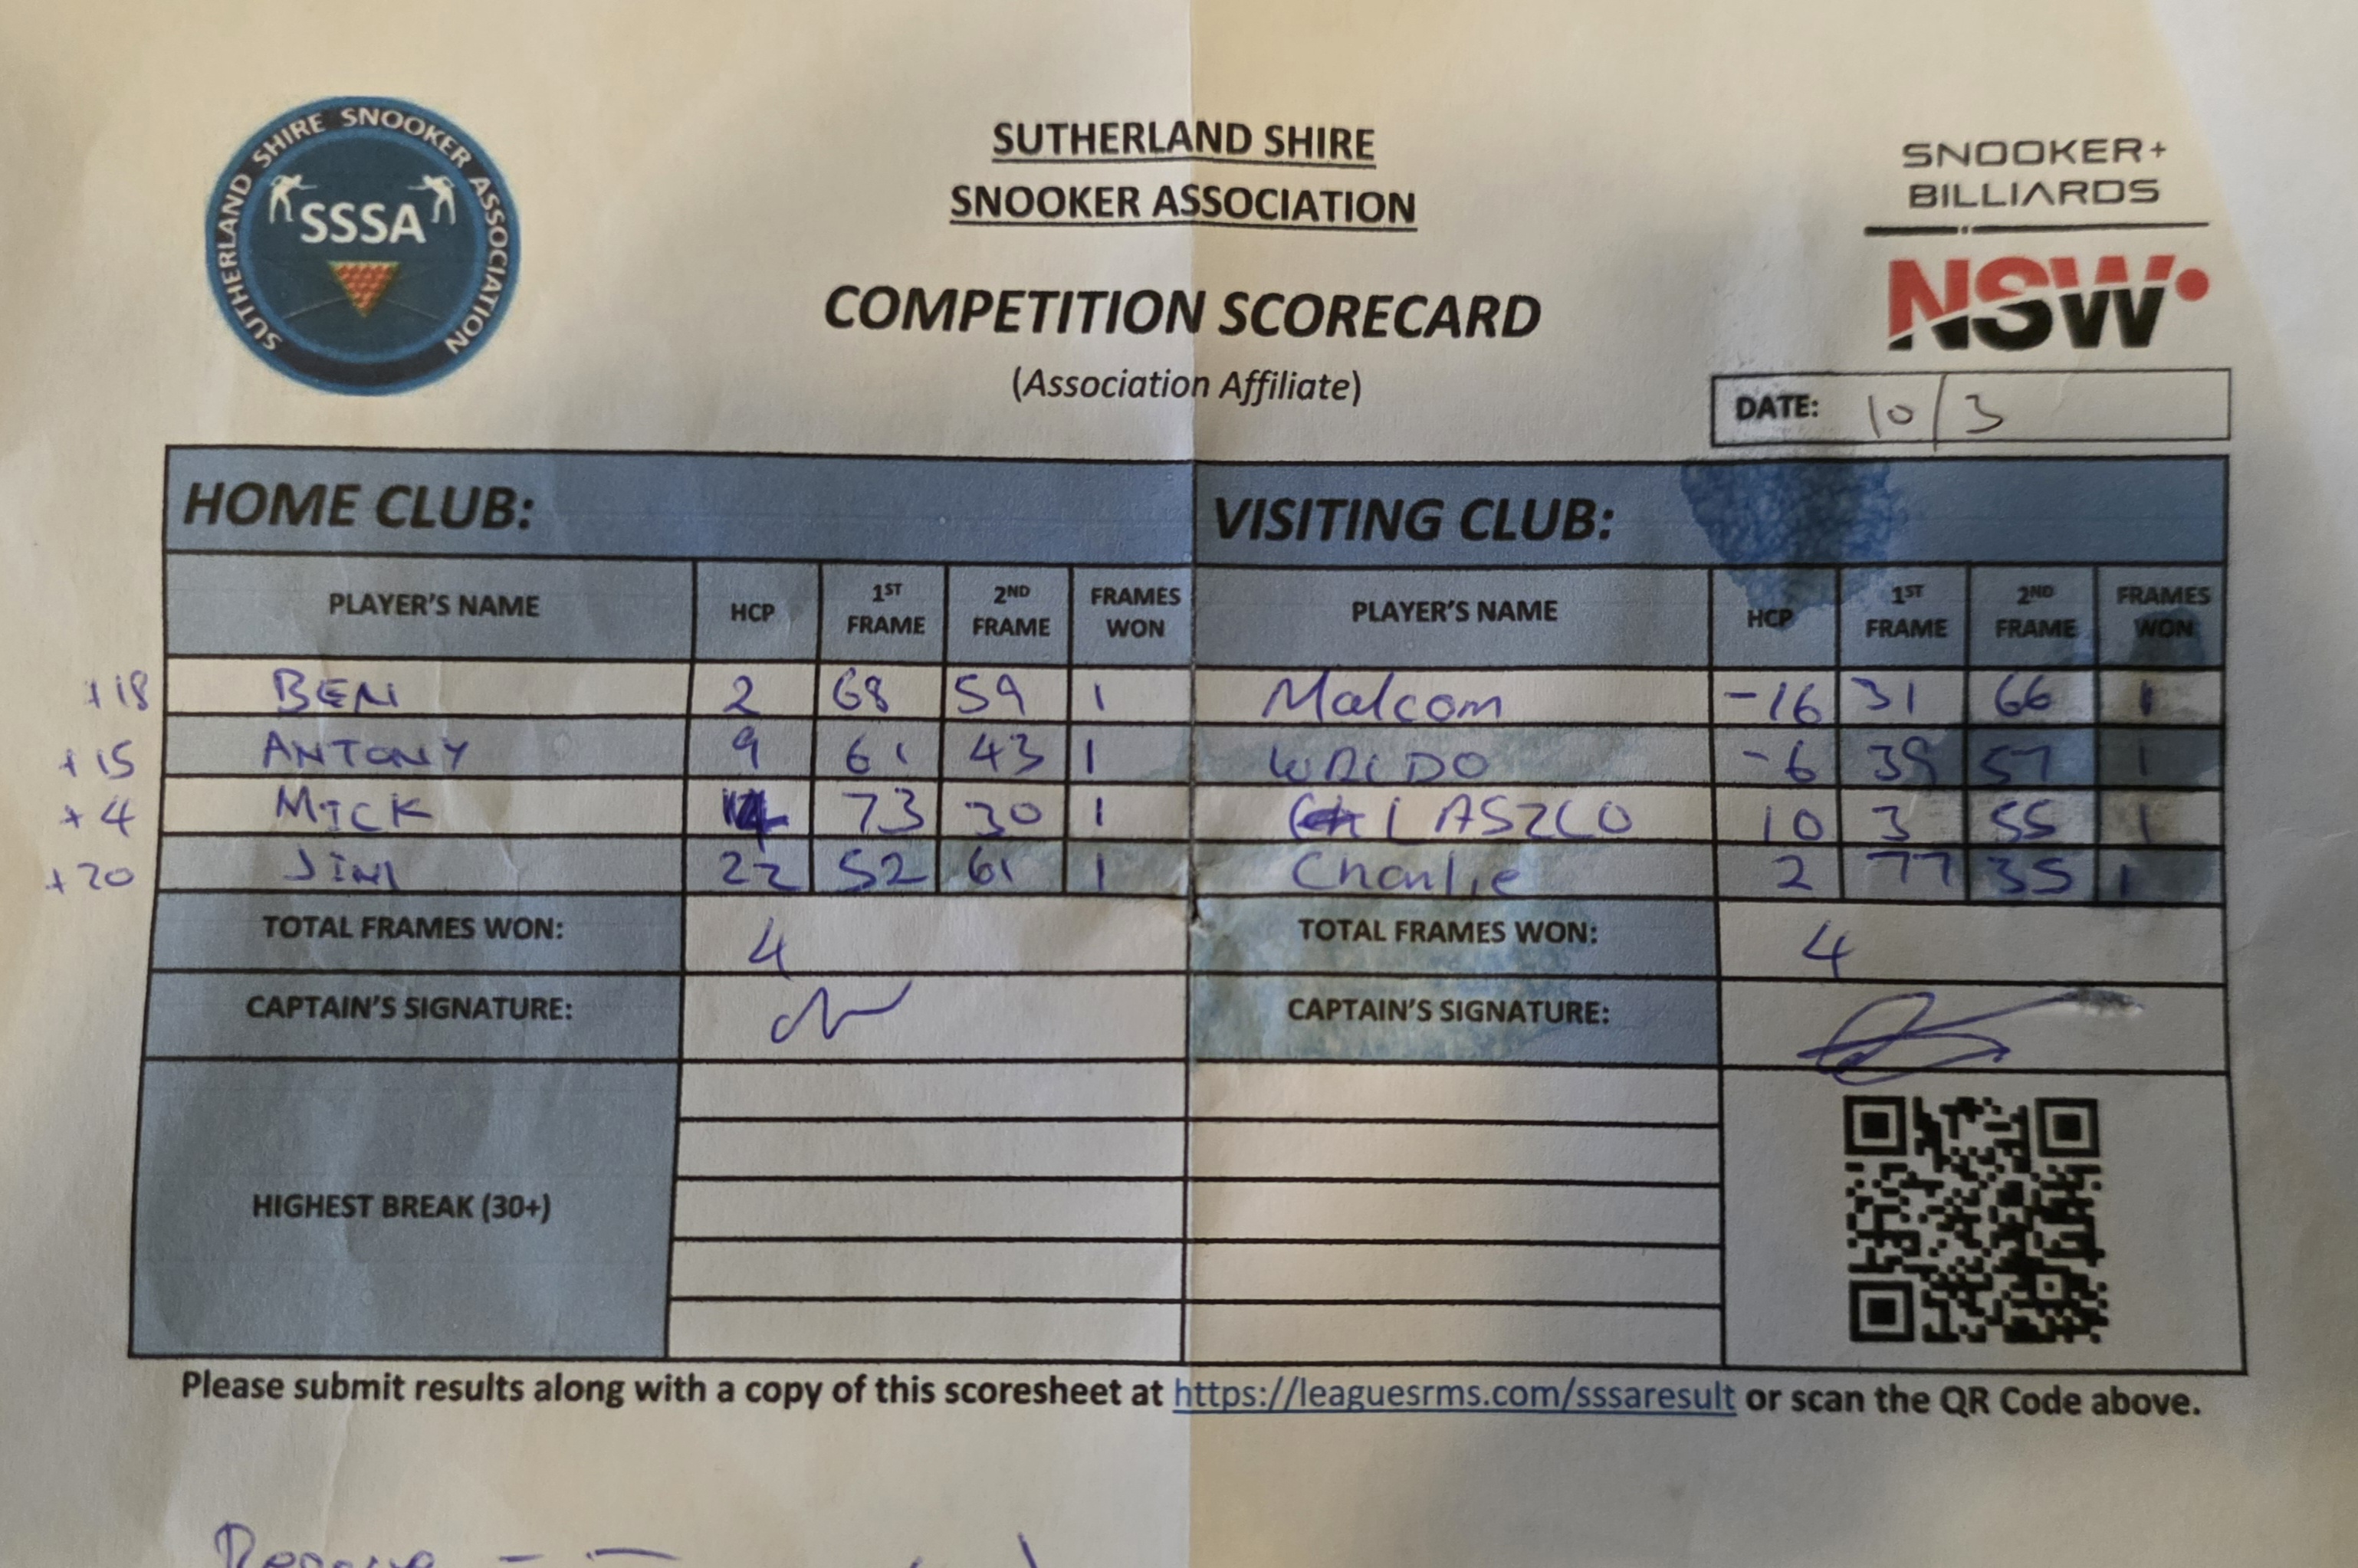 SUTHERLAND SHIRE SNOOKER ASSOCIATION
SSSA
SUTHERLAND SHIRE
SNOOKER ASSOCIATION
COMPETITION SCORECARD
(Association Affiliate)
SNOOKER+
BILLIARDS
NSW
DATE: 10/3
HOME CLUB: VISITING CLUB:
PLAYER'S NAME HCP 1ST FRAME 2ND FRAME FRAMES WON PLAYER'S NAME HCP 1ST FRAME 2ND FRAME FRAMES WON
+18 BEN 2 68 59 1 Malcom -16 31 66 1
+15 ANTONY 9 61 43 1 WALDO -6 39 57 1
+4 MICK 14 73 30 1 LASZLO 10 3 55 1
+20 JIM 22 52 61 1 Charlie 2 77 35 1
TOTAL FRAMES WON: 4 TOTAL FRAMES WON: 4
CAPTAIN'S SIGNATURE: CAPTAIN'S SIGNATURE:
HIGHEST BREAK (30+)
Please submit results along with a copy of this scoresheet at https://leaguesrms.com/sssaresult or scan the QR Code above.